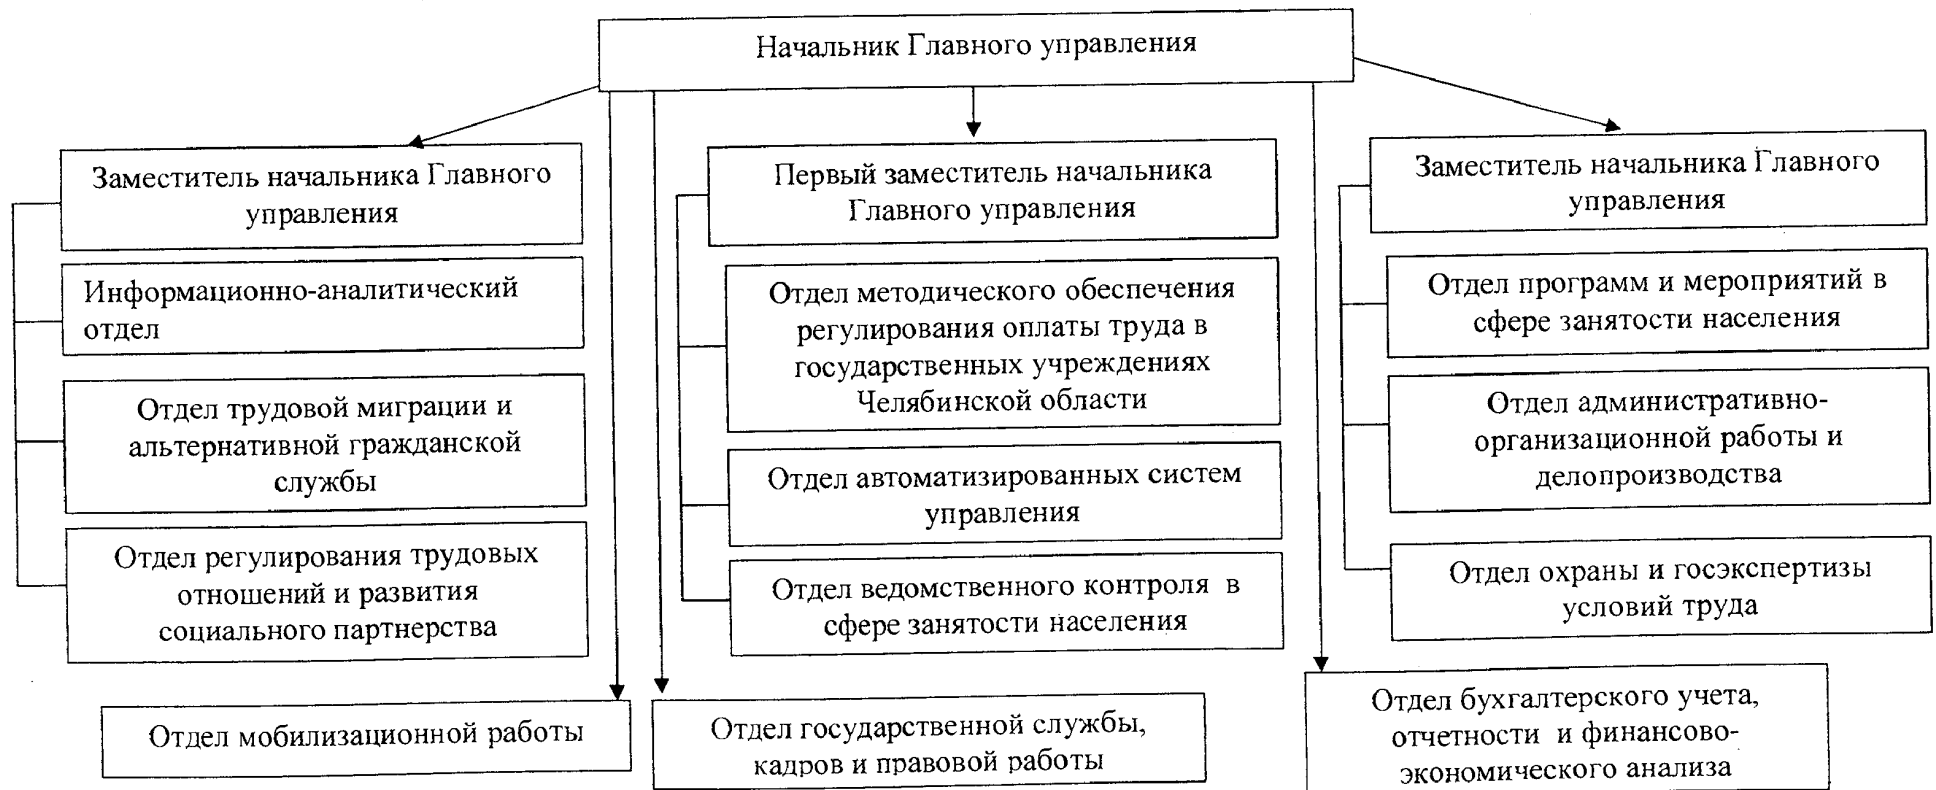 Начальник Главного управления
Заместитель начальника Главного
управления
Информационно-аналитический
отдел
Отдел трудовой миграции и
альтернативной гражданской
службы
Отдел регулирования трудовых
отношений и развития
социального партнерства
Первый заместитель начальника
Главного управления
Отдел методического обеспечения
регулирования оплаты труда в
государственных учреждениях
Челябинской области
Отдел автоматизированных систем
управления
Отдел ведомственного контроля в
сфере занятости населения
Заместитель начальника Главного
управления
Отдел программ и мероприятий в
сфере занятости населения
Отдел административно-
организационной работы и
делопроизводства
Отдел охраны и госэкспертизы
условий труда
Отдел мобилизационной работы
Отдел государственной службы,
кадров и правовой работы
Отдел бухгалтерского учета,
отчетности и финансово-
экономического анализа